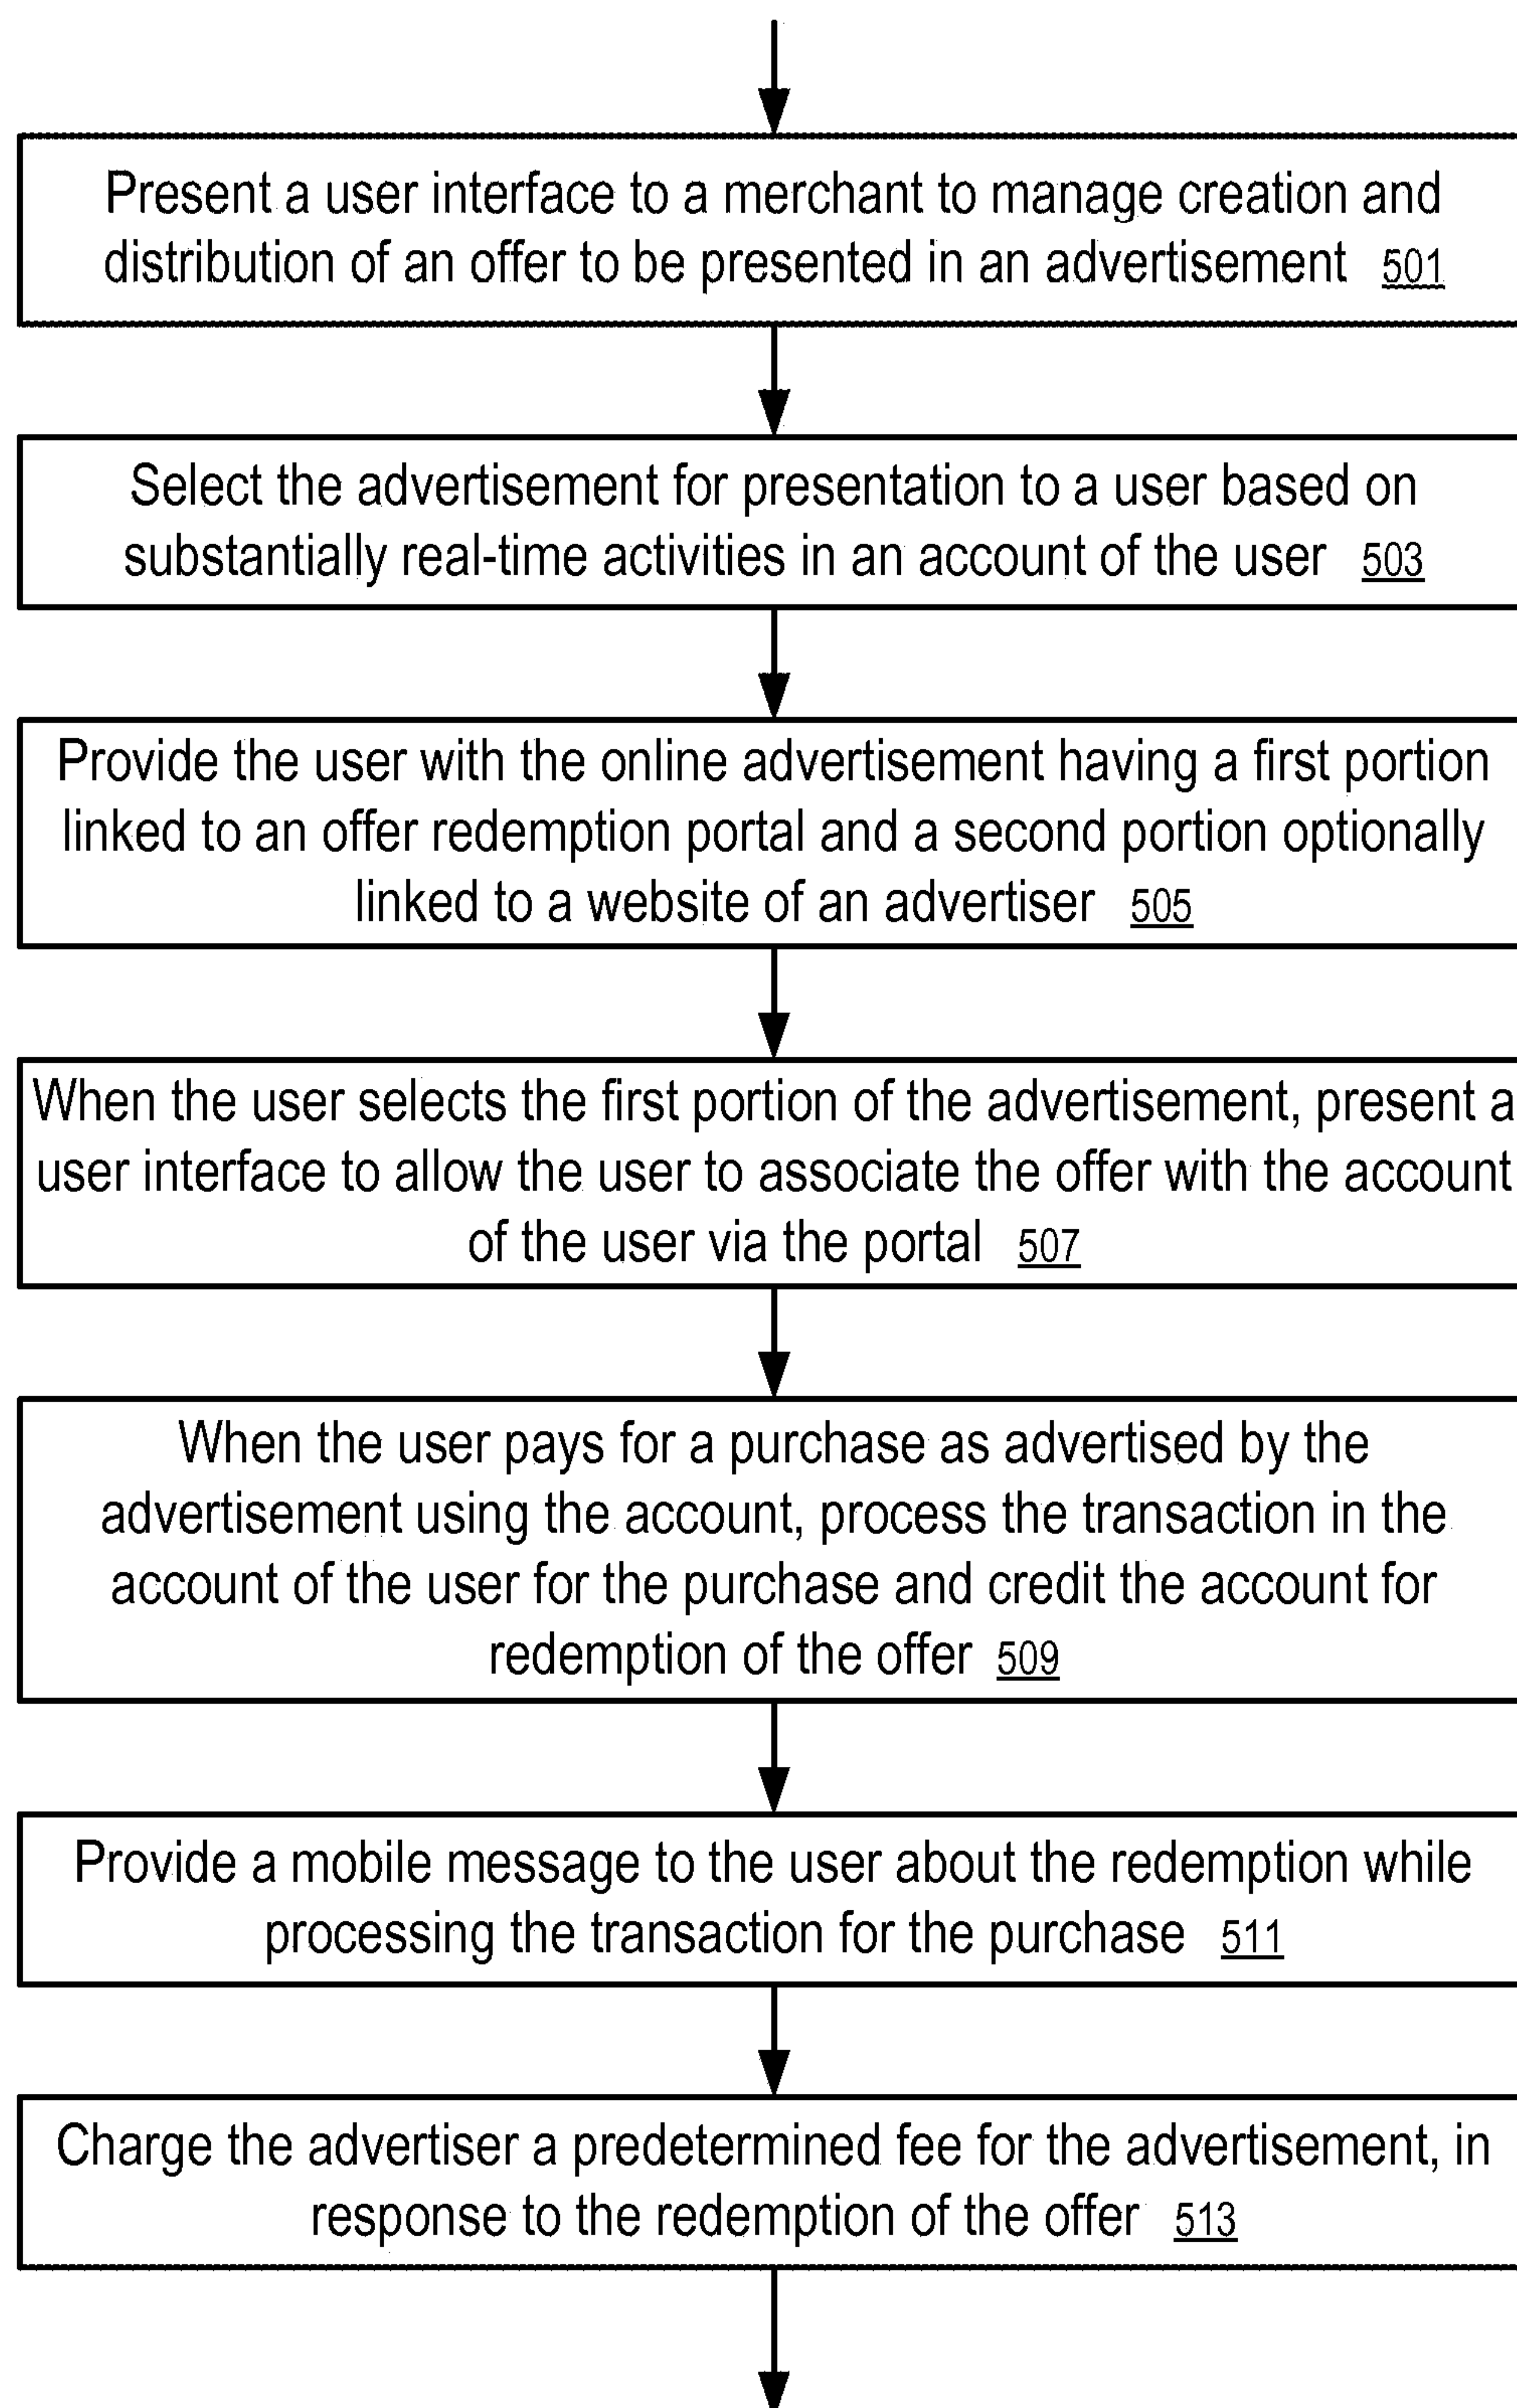 Present a user interface to a merchant to manage creation and
distribution of an offer to be presented in an advertisement 501
Select the advertisement for presentation to a user based on
substantially real-time activities in an account of the user 503
Provide the user with the online advertisement having a first portion
linked to an offer redemption portal and a second portion optionally
linked to a website of an advertiser 505
When the user selects the first portion of the advertisement, present a
user interface to allow the user to associate the offer with the account
of the user via the portal 507
When the user pays for a purchase as advertised by the
advertisement using the account, process the transaction in the
account of the user for the purchase and credit the account for
redemption of the offer 509
Provide a mobile message to the user about the redemption while
processing the transaction for the purchase 511
Charge the advertiser a predetermined fee for the advertisement, in
response to the redemption of the offer 513